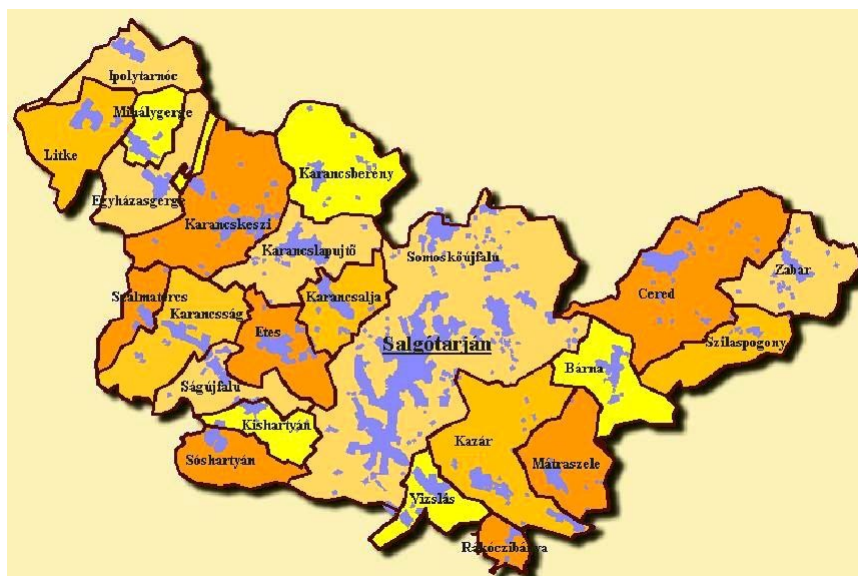 Ipolytarnóc
Mihálygerge
Litke
Karancsberény
Egyházasgerge
Karancskeszi
Karancslapujtő
Somoskőújfalu
Zabar
Cered
Szalmatercs
Karancsság
Karancsalja
Etes
Salgótarján
Szilaspogony
Bárna
Ságújfalu
Kishartyán
Kazár
Sóshartyán
Mátraszele
Vizslás
Rákóczibánya